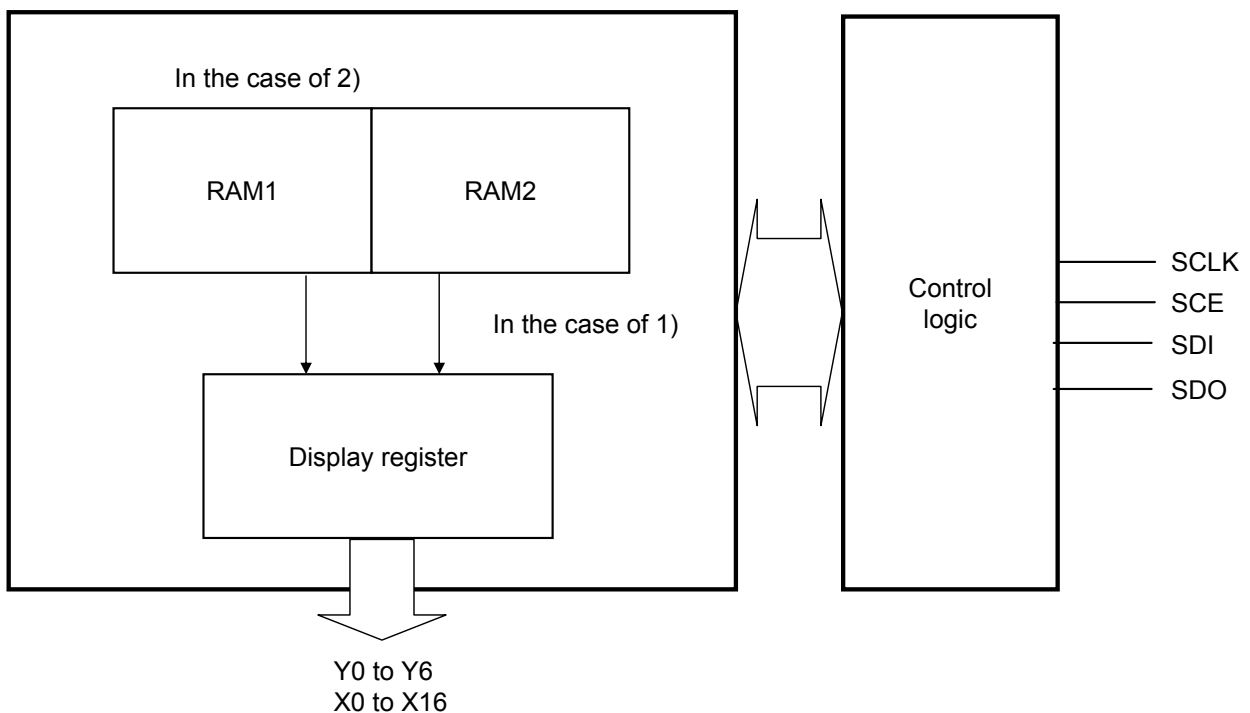 In the case of 2)
RAM1
RAM2
In the case of 1)
Display register
Y0 to Y6
X0 to X16
Control
logic
SCLK
SCE
SDI
SDO